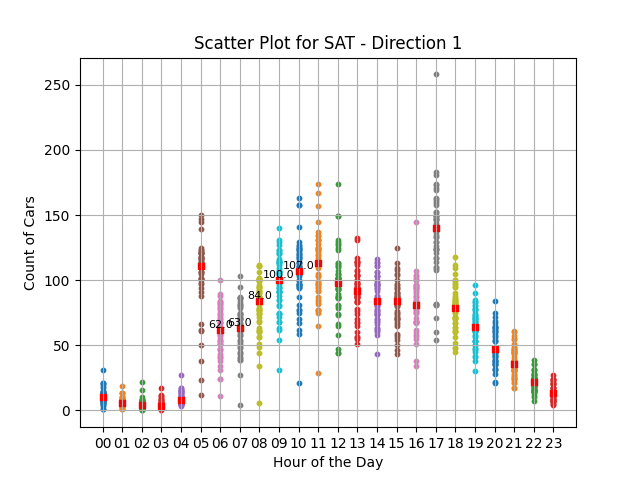 Scatter Plot for SAT - Direction 1
Count of Cars
250
200
150
100
50
0
107.0
100.0
84.0
62.0 63.0
00 01 02 03 04 05 06 07 08 09 10 11 12 13 14 15 16 17 18 19 20 21 22 23
Hour of the Day